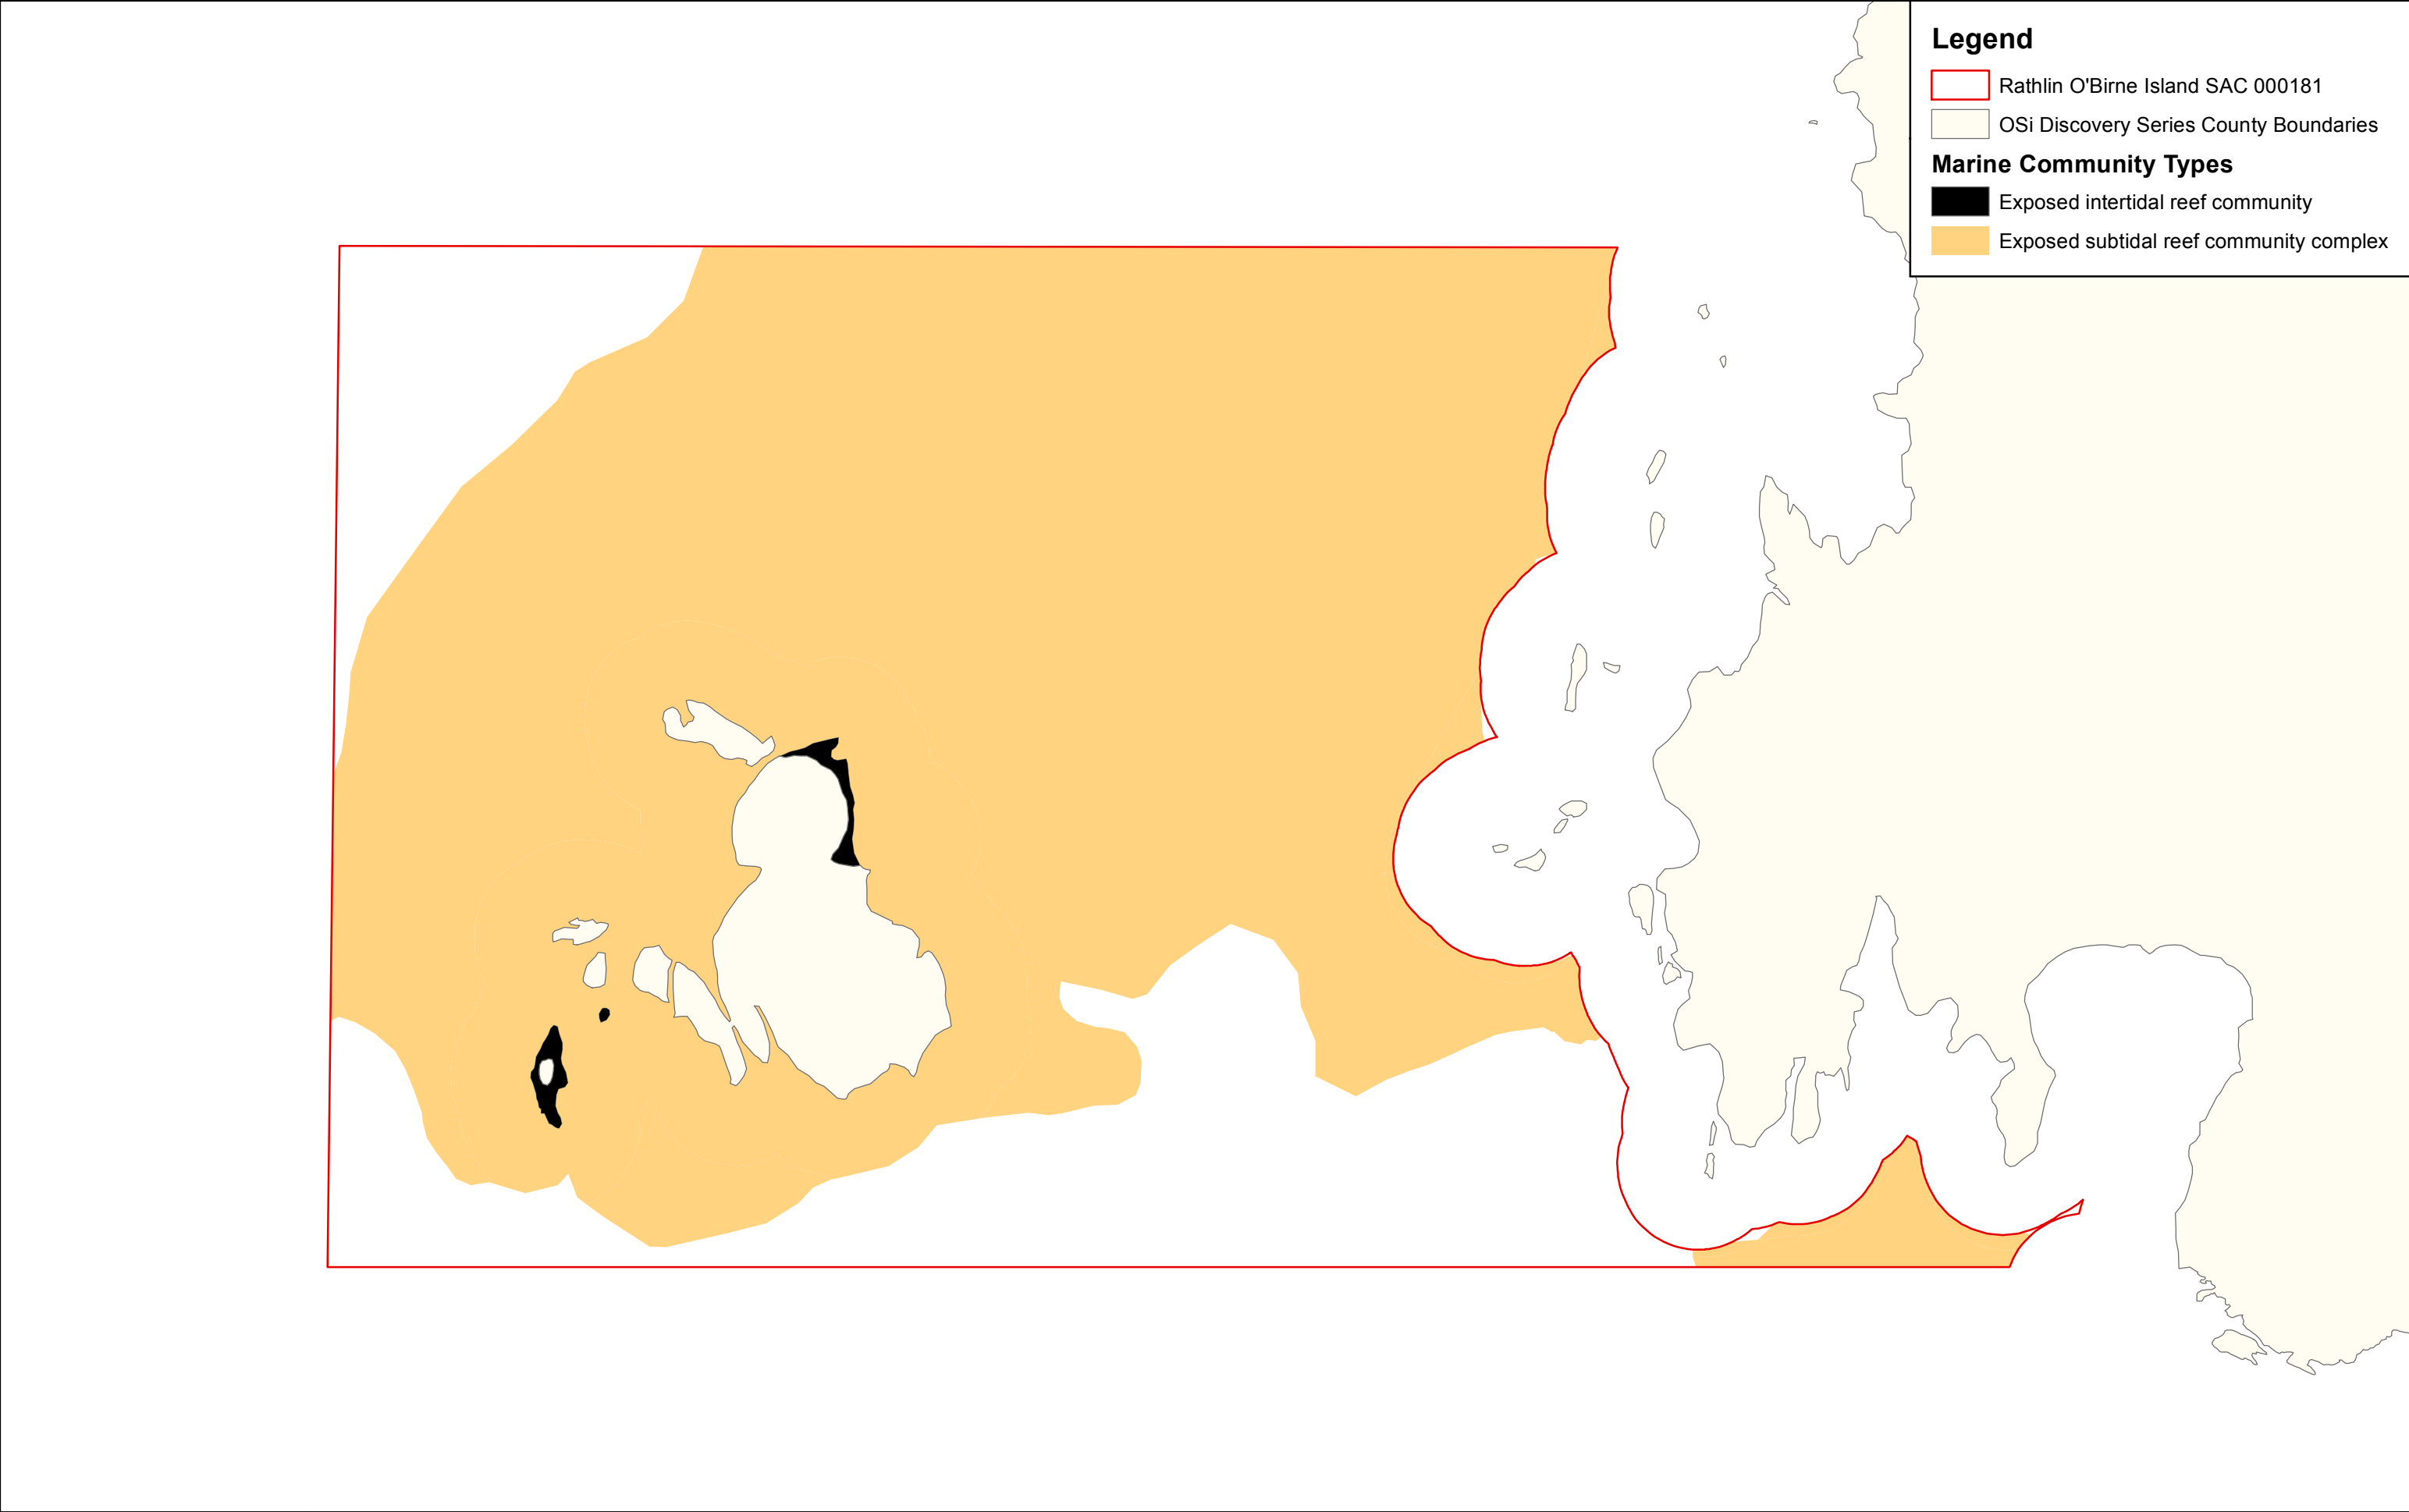 Legend
Rathlin O'Birne Island SAC 000181
OSi Discovery Series County Boundaries
Marine Community Types
Exposed intertidal reef community
Exposed subtidal reef community complex